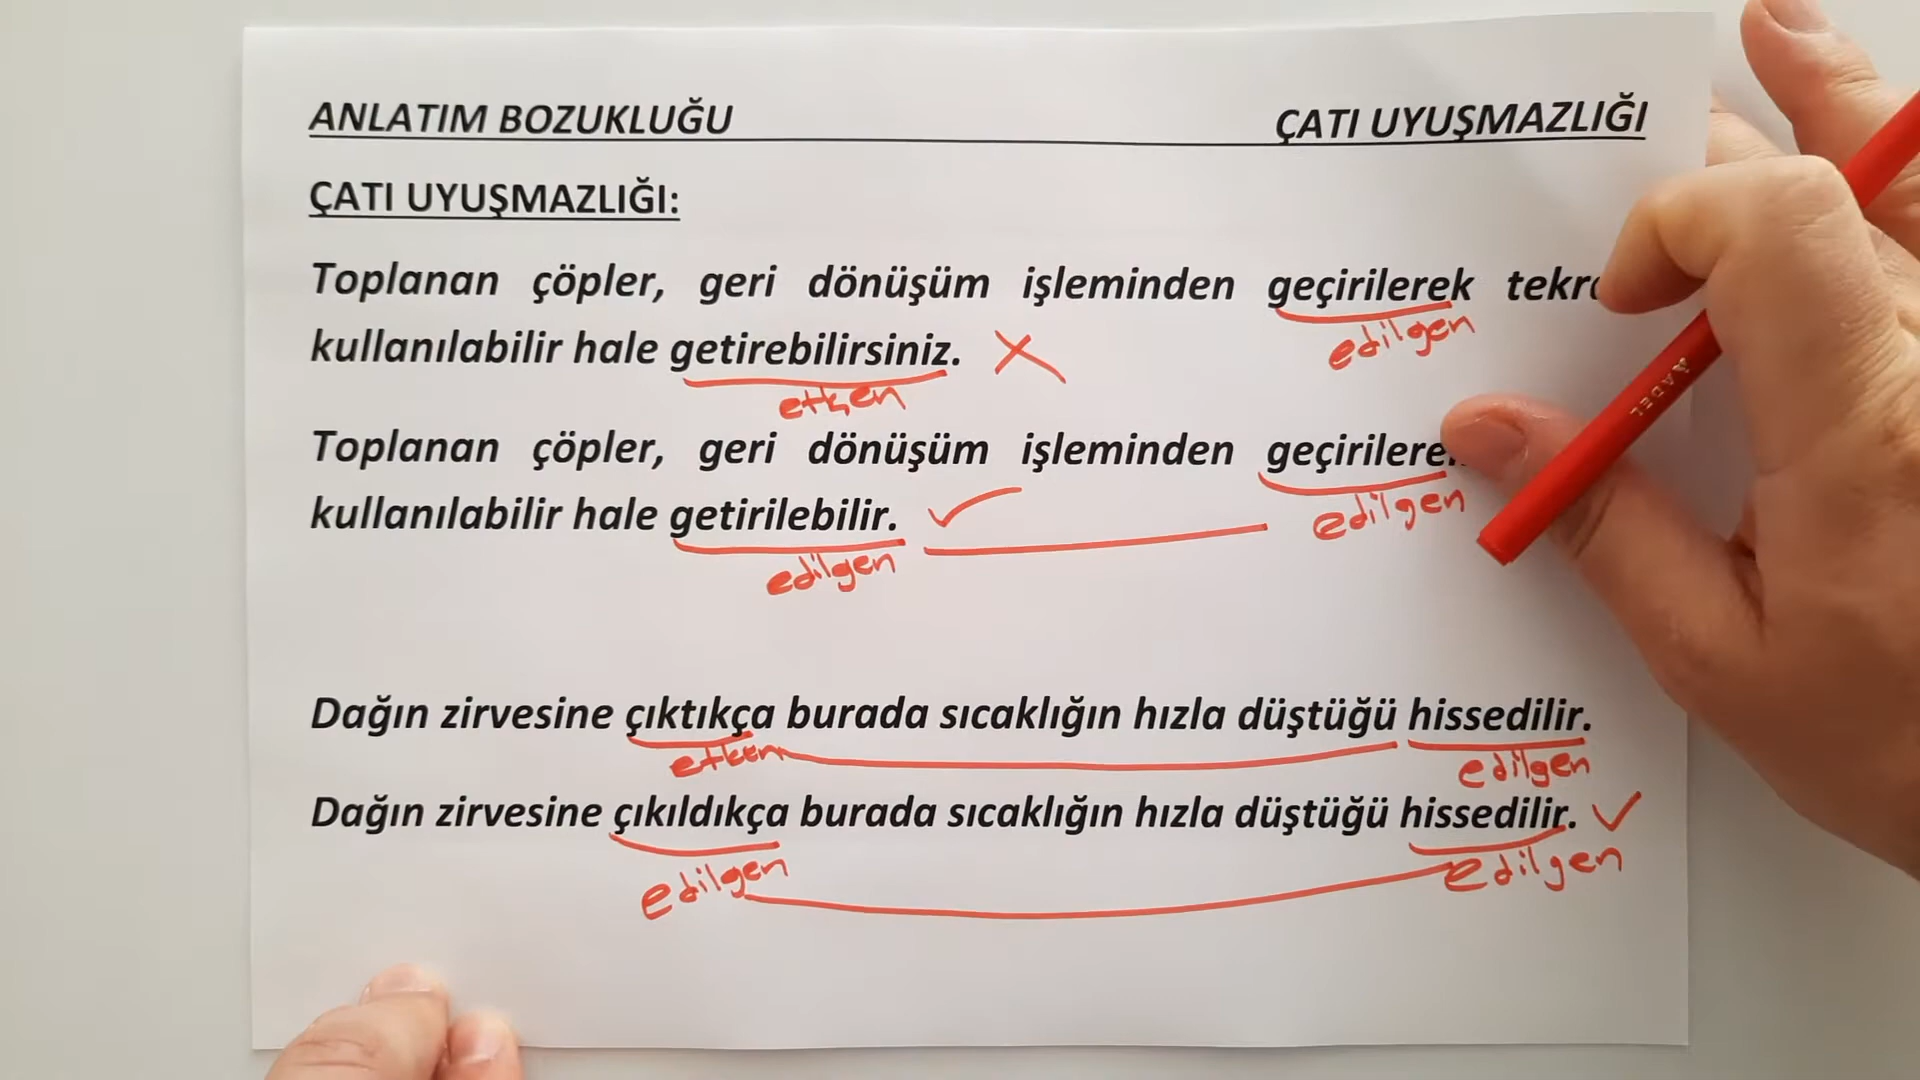 ANLATIM BOZUKLUĞU ÇATI UYUŞMAZLIĞI
ÇATI UYUŞMAZLIĞI:
Toplanan çöpler, geri dönüşüm işleminden geçirilerek
edilgen
kullanılabilir hale getirebilirsiniz.
etken
Toplanan çöpler, geri dönüşüm işleminden
edilgen
kullanılabilir hale getirilebilir.
edilgen
Dağın zirvesine çıktıkça burada sıcaklığın hızla düştüğü hissedilir.
etken edilgen
Dağın zirvesine çıkıldıkça burada sıcaklığın hızla düştüğü hissedilir.
edilgen edilgen
ADEL